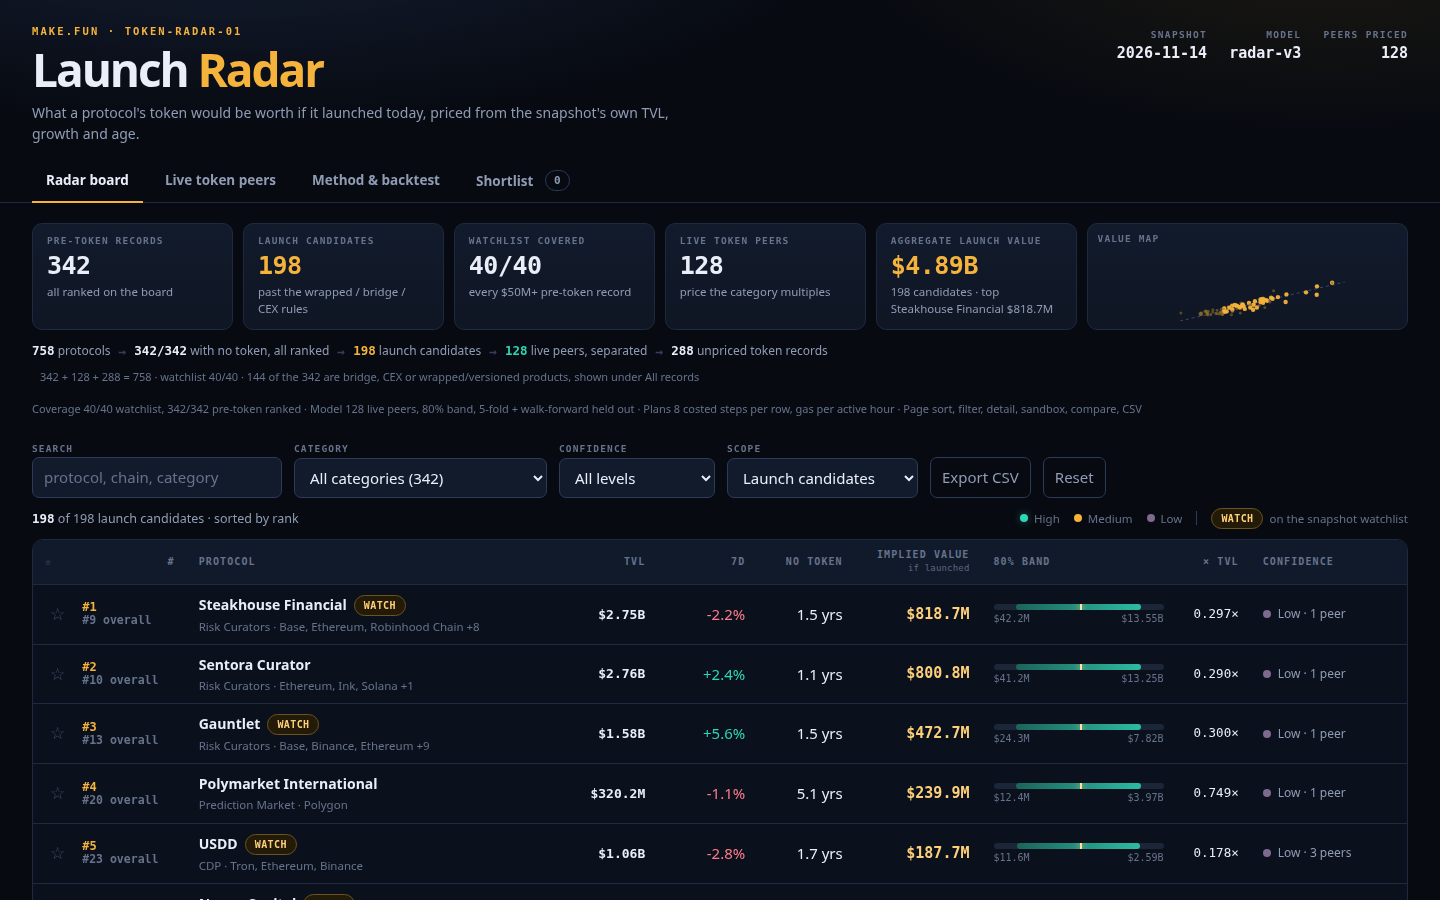 MAKE.FUN · TOKEN-RADAR-01
Launch Radar
What a protocol's token would be worth if it launched today, priced from the snapshot's own TVL,
growth and age.
SNAPSHOT MODEL PEERS PRICED
2026-11-14 radar-v3 128
Radar board Live token peers Method & backtest Shortlist 0
PRE-TOKEN RECORDS
342
all ranked on the board
LAUNCH CANDIDATES
198
past the wrapped / bridge /
CEX rules
WATCHLIST COVERED
40/40
every $50M+ pre-token record
LIVE TOKEN PEERS
128
price the category multiples
AGGREGATE LAUNCH VALUE
$4.89B
198 candidates · top
Steakhouse Financial $818.7M
VALUE MAP
758 protocols → 342/342 with no token, all ranked → 198 launch candidates → 128 live peers, separated → 288 unpriced token records
342 + 128 + 288 = 758 · watchlist 40/40 · 144 of the 342 are bridge, CEX or wrapped/versioned products, shown under All records
Coverage 40/40 watchlist, 342/342 pre-token ranked · Model 128 live peers, 80% band, 5-fold + walk-forward held out · Plans 8 costed steps per row, gas per active hour · Page sort, filter, detail, sandbox, compare, CSV
SEARCH CATEGORY CONFIDENCE SCOPE
protocol, chain, category All categories (342) All levels Launch candidates Export CSV Reset
198 of 198 launch candidates · sorted by rank High Medium Low WATCH on the snapshot watchlist
☆ # PROTOCOL TVL 7D NO TOKEN IMPLIED VALUE 80% BAND × TVL CONFIDENCE
if launched
☆ #1 Steakhouse Financial WATCH $2.75B -2.2% 1.5 yrs $818.7M 0.297× Low · 1 peer
#9 overall Risk Curators · Base, Ethereum, Robinhood Chain +8 $42.2M $13.55B
☆ #2 Sentora Curator $2.76B +2.4% 1.1 yrs $800.8M 0.290× Low · 1 peer
#10 overall Risk Curators · Ethereum, Ink, Solana +1 $41.2M $13.25B
☆ #3 Gauntlet WATCH $1.58B +5.6% 1.5 yrs $472.7M 0.300× Low · 1 peer
#13 overall Risk Curators · Base, Binance, Ethereum +9 $24.3M $7.82B
☆ #4 Polymarket International $320.2M -1.1% 5.1 yrs $239.9M 0.749× Low · 1 peer
#20 overall Prediction Market · Polygon $12.4M $3.97B
☆ #5 USDD WATCH $1.06B -2.8% 1.7 yrs $187.7M 0.178× Low · 3 peers
#23 overall CDP · Tron, Ethereum, Binance $11.6M $2.59B